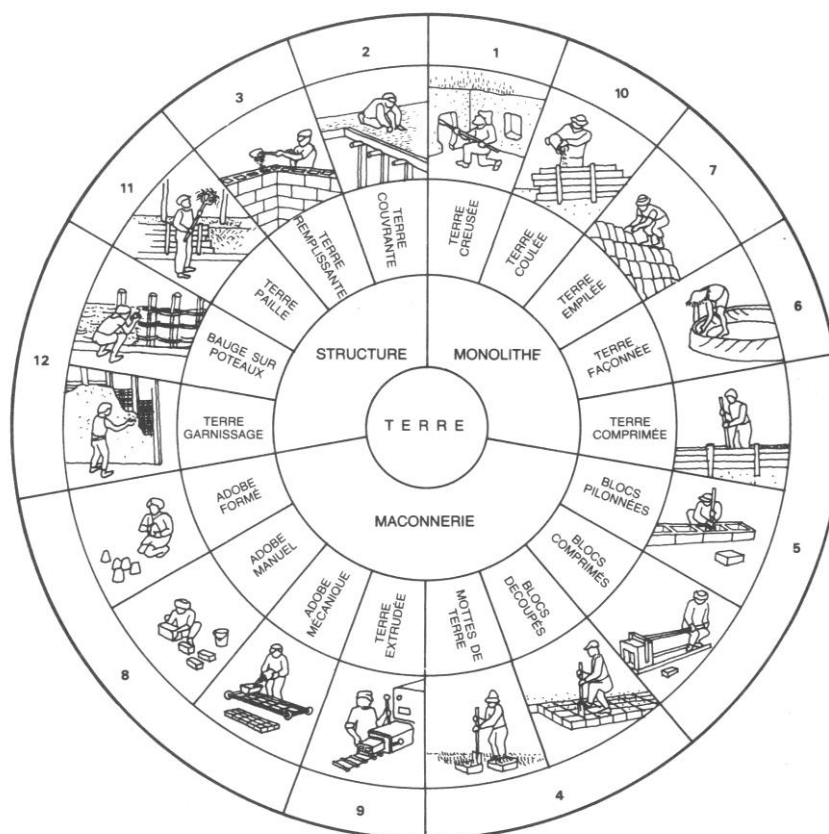 2
1
3
10
11
7
12
6
8
5
9
4
TERRE
COUVRANTE
TERRE
CREUSÉE
TERRE
REMPLISSANTE
TERRE
COULÉE
TERRE
PAILLE
TERRE
EMPILÉE
BAUGE SUR
POTEAUX
STRUCTURE
MONOLITHE
TERRE
FAÇONNÉE
TERRE
TERRE
GARNISSAGE
TERRE
COMPRIMÉE
MACONNERIE
ADOBE
FORMÉ
BLOCS
PILONNÉES
ADOBE
MANUEL
BLOCS
COMPRIMÉS
ADOBE
MECANIQUE
BLOCS
DECOUPÉS
TERRE
EXTRUDÉE
MOTTES DE
TERRE